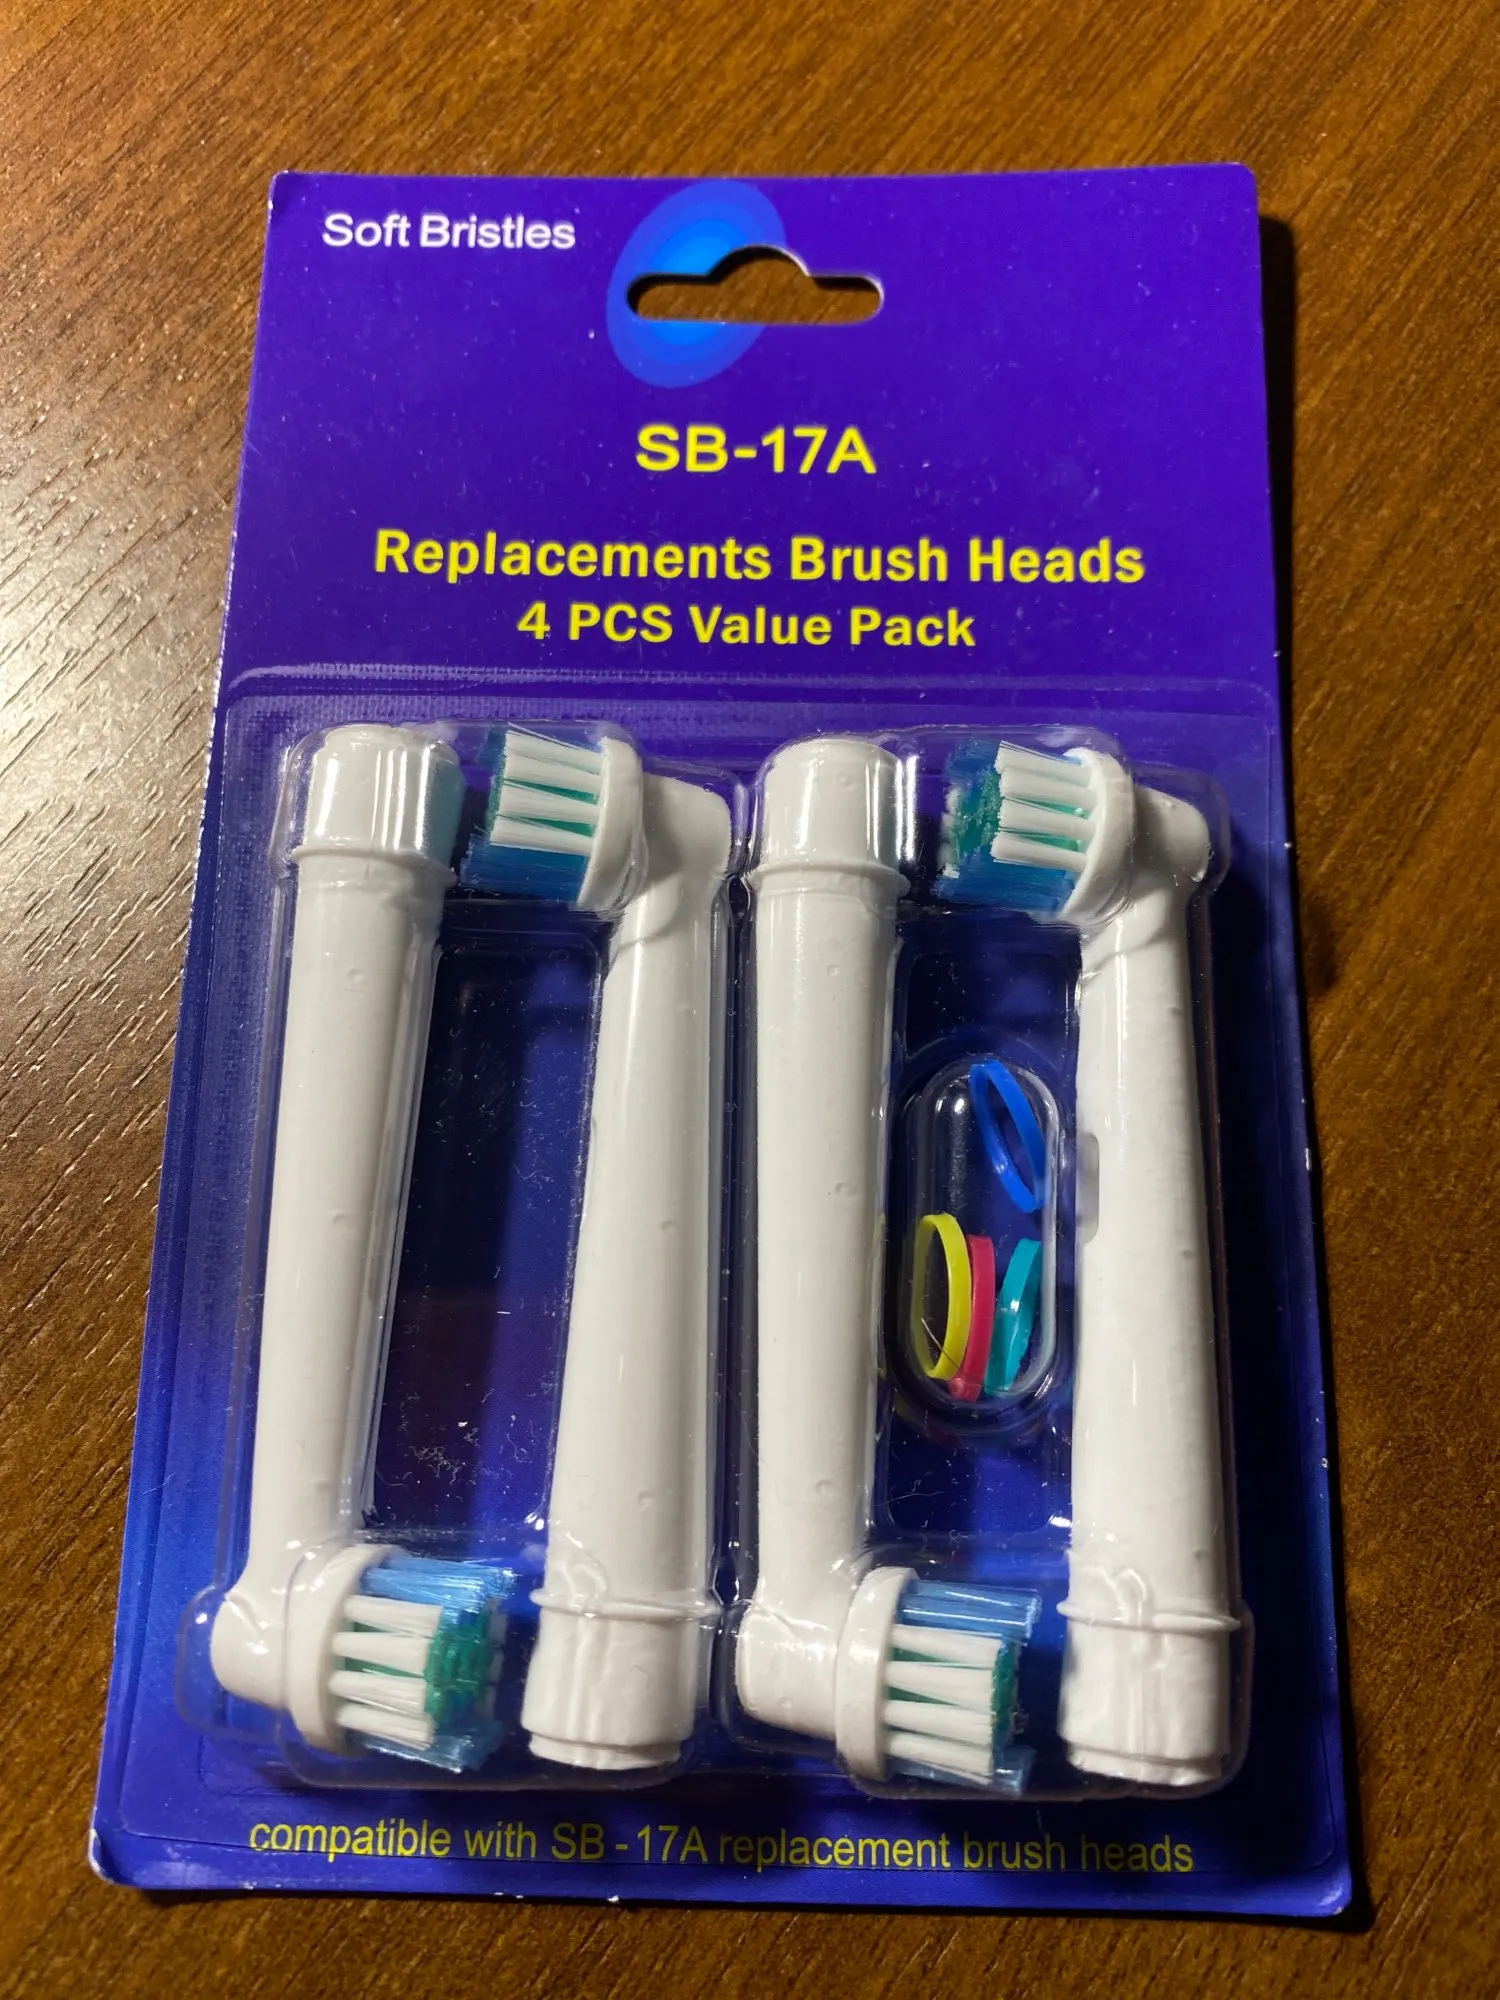 Soft Bristles
SB-17A
Replacements Brush Heads
4 PCS Value Pack
compatible with SB - 17A replacement brush heads